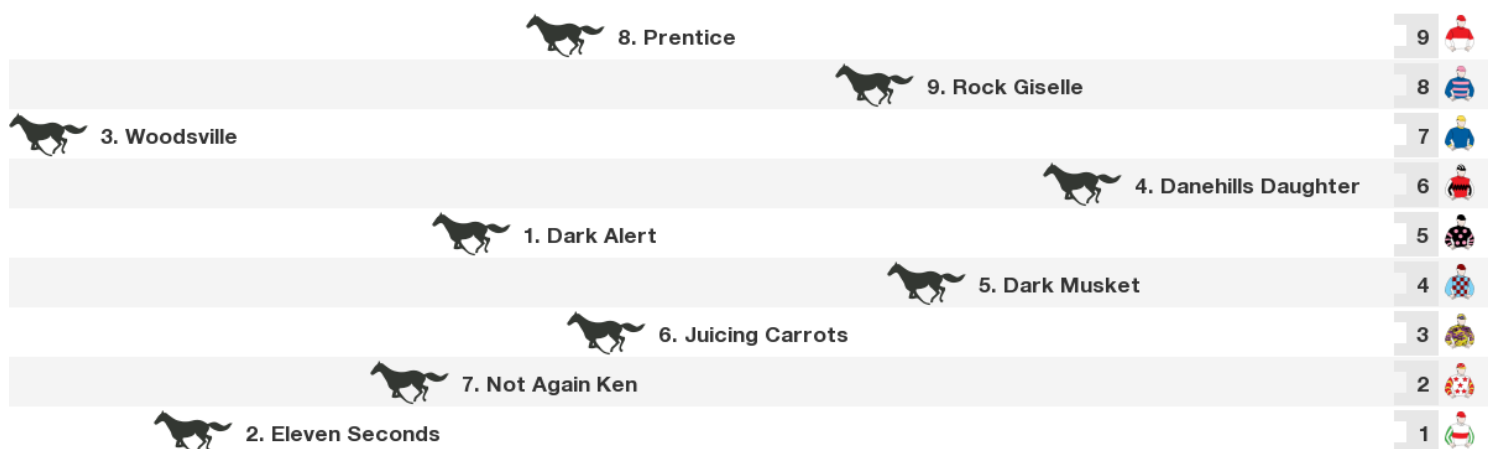 8. Prentice 9
9. Rock Giselle 8
3. Woodsville 7
4. Danehills Daughter 6
1. Dark Alert 5
5. Dark Musket 4
6. Juicing Carrots 3
7. Not Again Ken 2
2. Eleven Seconds 1